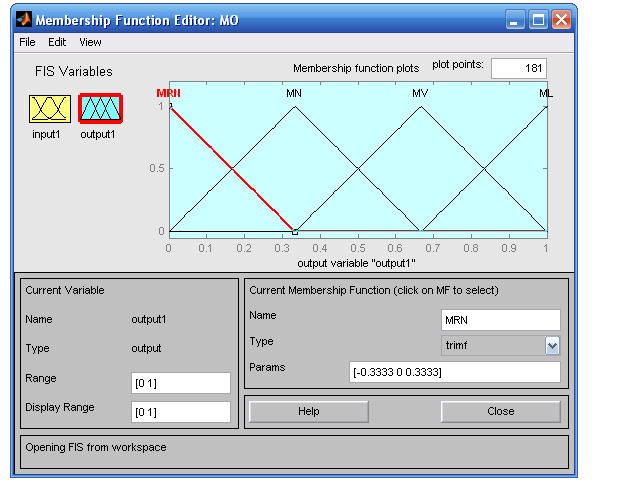 Membership Function Editor: MO
File Edit View
FIS Variables
Membership function plots plot points: 181
input1 output1
MRN MN MV ML
1
0.5
0
0 0.1 0.2 0.3 0.4 0.5 0.6 0.7 0.8 0.9 1
output variable "output1"
Current Variable
Name output1
Type output
Range [0 1]
Display Range [0 1]
Current Membership Function (click on MF to select)
Name MRN
Type trimf
Params [-0.3333 0 0.3333]
Help Close
Opening FIS from workspace